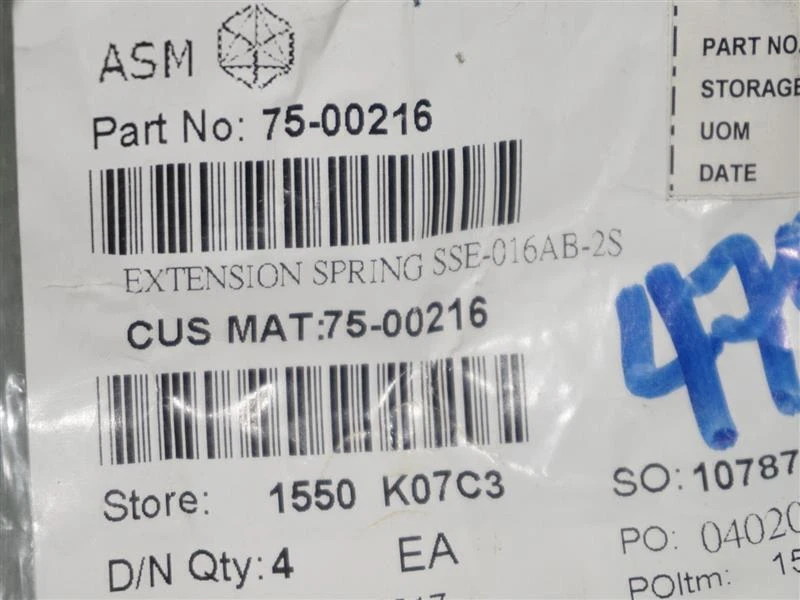 ASM
Part No: 75-00216
EXTENSION SPRING SSE-016AB-2S
CUS MAT:75-00216
Store: 1550 K07C3
D/N Qty: 4 EA
PART NO.
STORAGE
UOM
DATE
47
SO: 10787
PO: 04020
POItm: 15